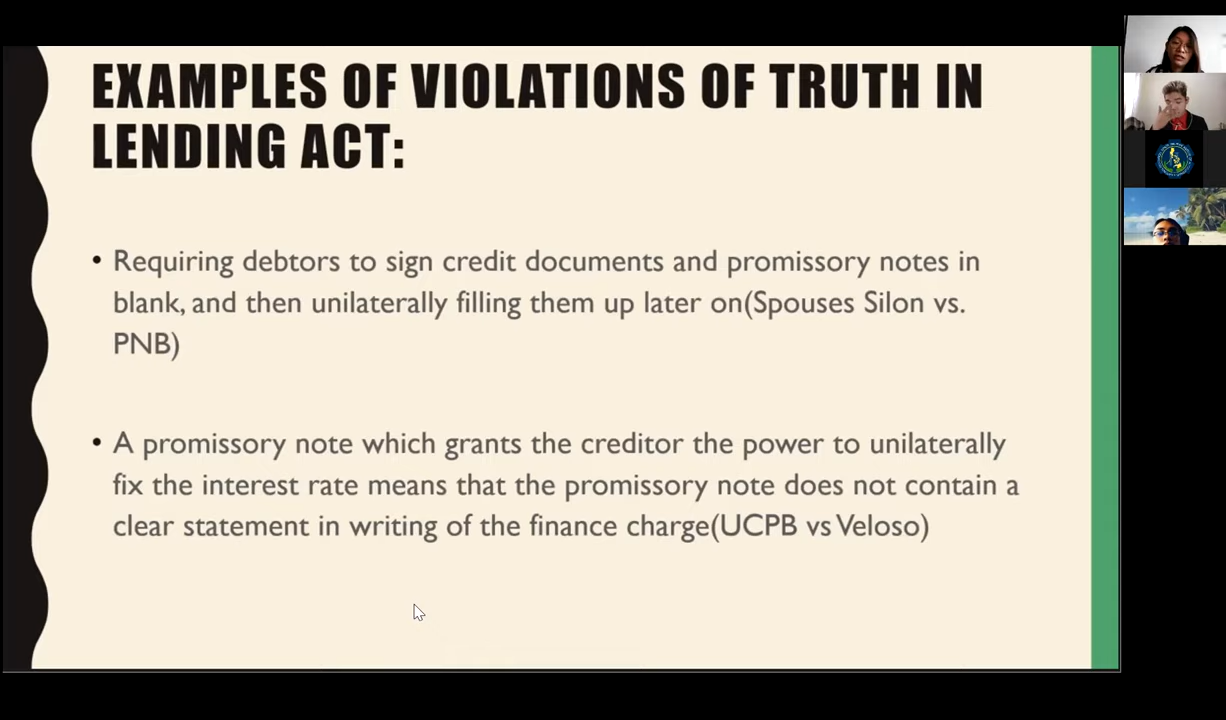 EXAMPLES OF VIOLATIONS OF TRUTH IN
LENDING ACT:
• Requiring debtors to sign credit documents and promissory notes in
blank, and then unilaterally filling them up later on(Spouses Silon vs.
PNB)
• A promissory note which grants the creditor the power to unilaterally
fix the interest rate means that the promissory note does not contain a
clear statement in writing of the finance charge(UCPB vs Veloso)